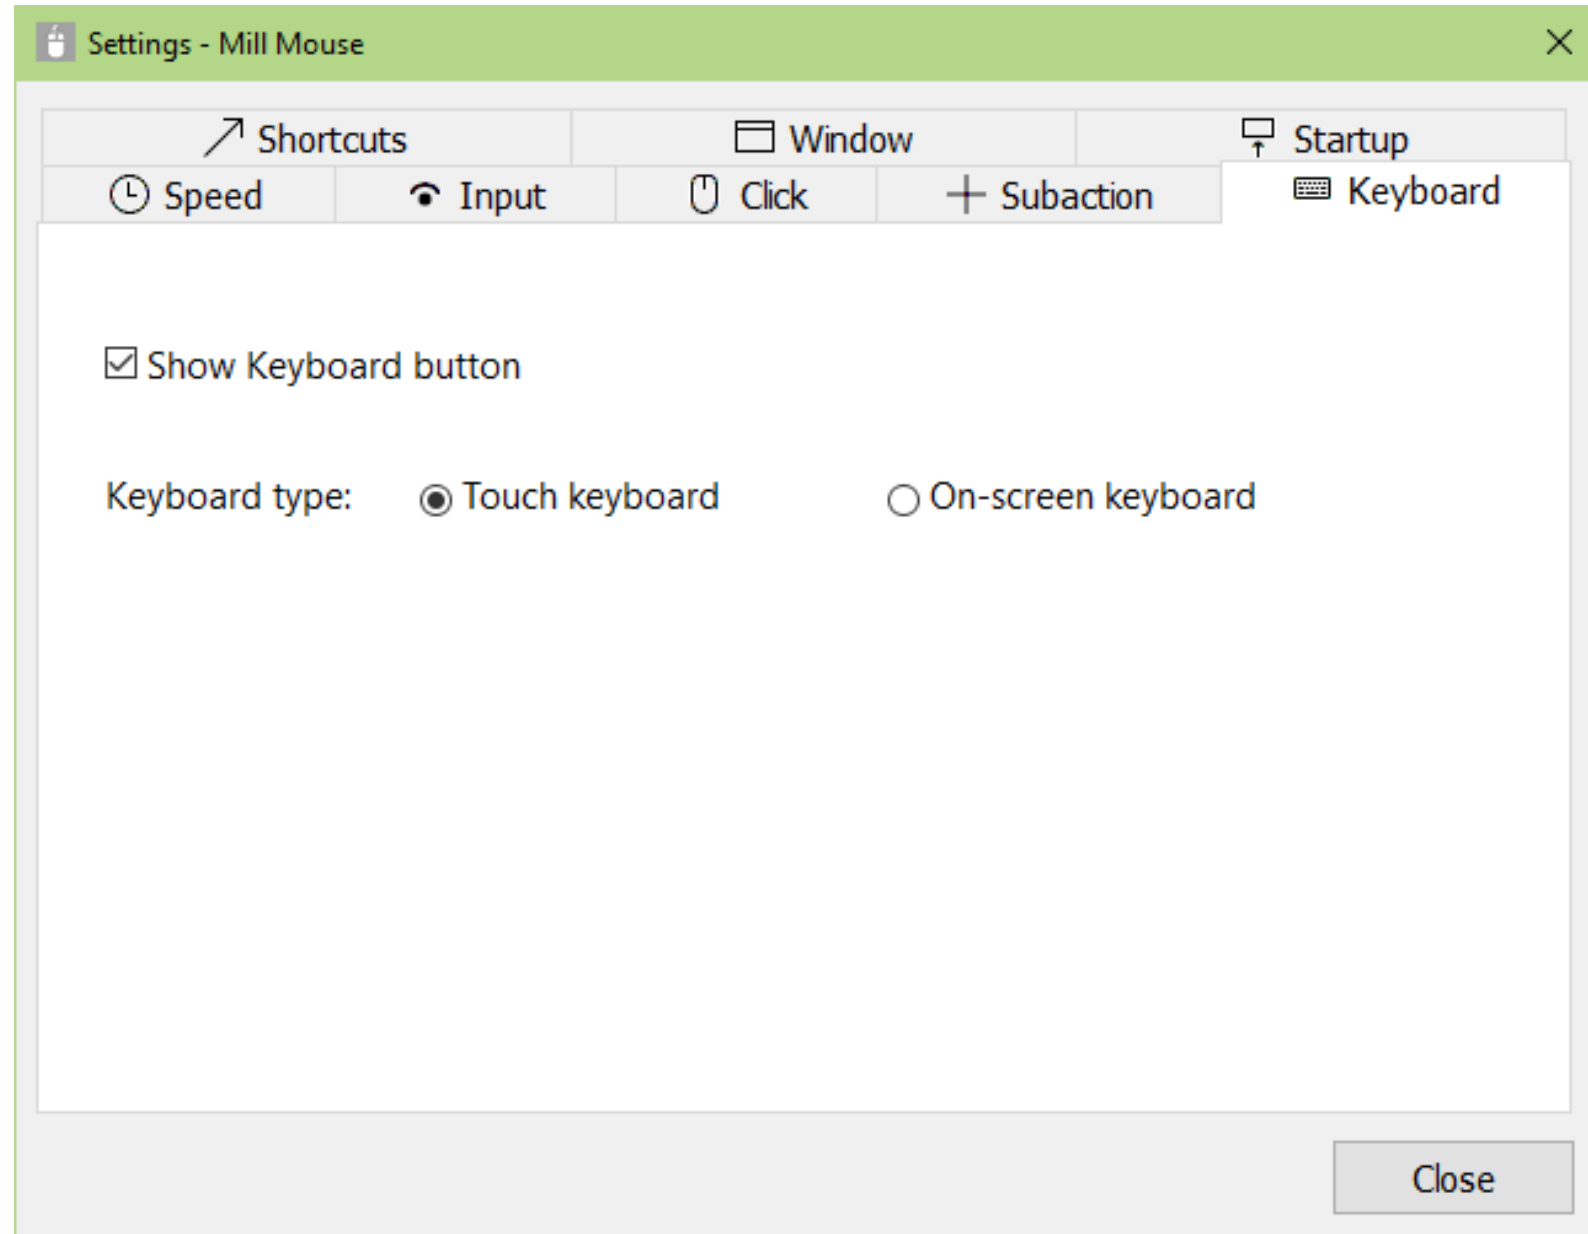 Settings - Mill Mouse
Shortcuts Window Startup
Speed Input Click Subaction Keyboard
Show Keyboard button
Keyboard type: Touch keyboard On-screen keyboard
Close